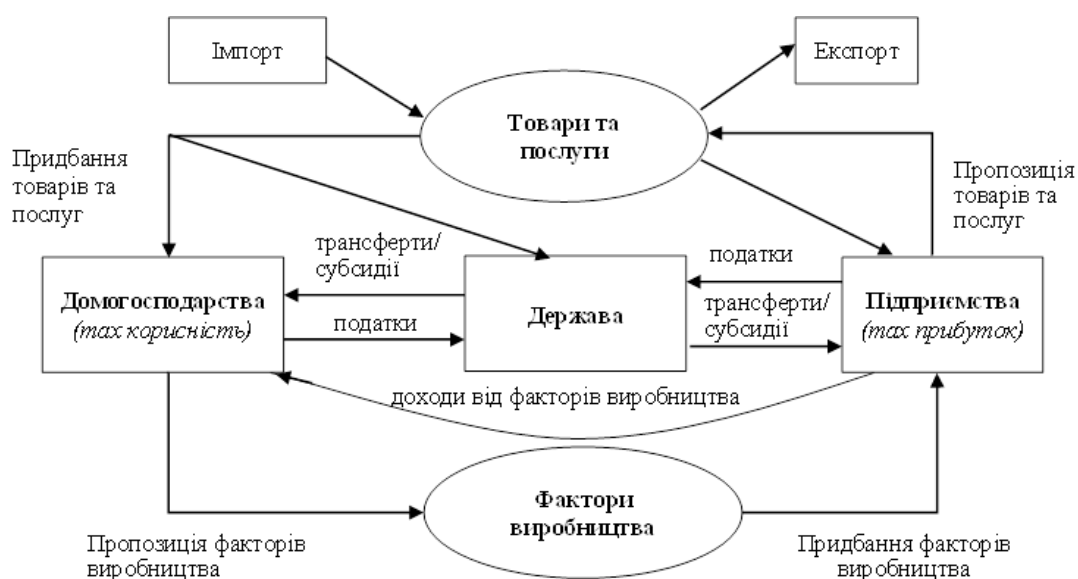 Імпорт
Експорт
Товари та
послуги
Придбання
товарів та
послуг
Пропозиція
товарів та
послуг
трансферти/
субсидії
податки
Домогосподарства
(max корисність)
податки
Держава
трансферти/
субсидії
Підприємства
(max прибуток)
доходи від факторів виробництва
Фактори
виробництва
Пропозиція факторів
виробництва
Придбання факторів
виробництва